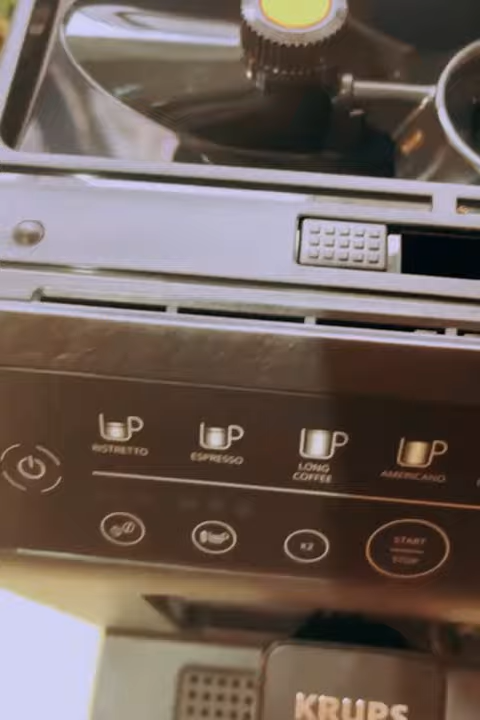 RISTRETTO
ESPRESSO
LONG
COFFEE
AMERICANO
x2
START
STOP
KRUPS